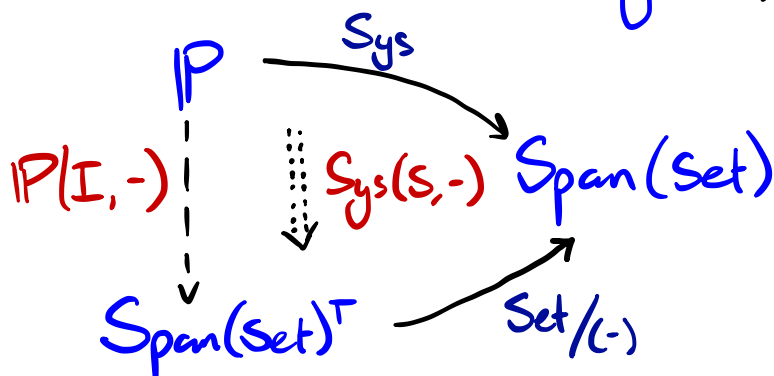 Sys
ℙ
ℙ(I,-)
Sys(S,-)
Span(Set)
Span(Set)ᵀ
Set/(-)